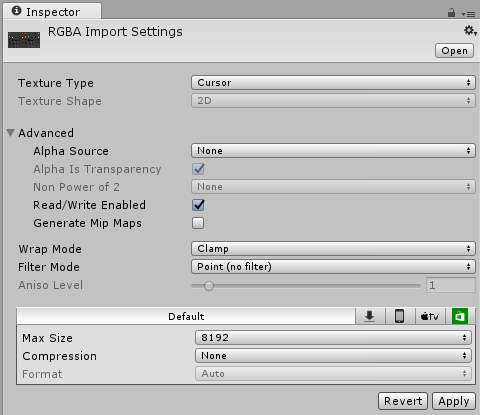 Inspector
RGBA Import Settings
Open
Texture Type Cursor
Texture Shape 2D
Advanced
Alpha Source None
Alpha Is Transparency
Non Power of 2 None
Read/Write Enabled
Generate Mip Maps
Wrap Mode Clamp
Filter Mode Point (no filter)
Aniso Level 1
Default tv
Max Size 8192
Compression None
Format Auto
Revert Apply